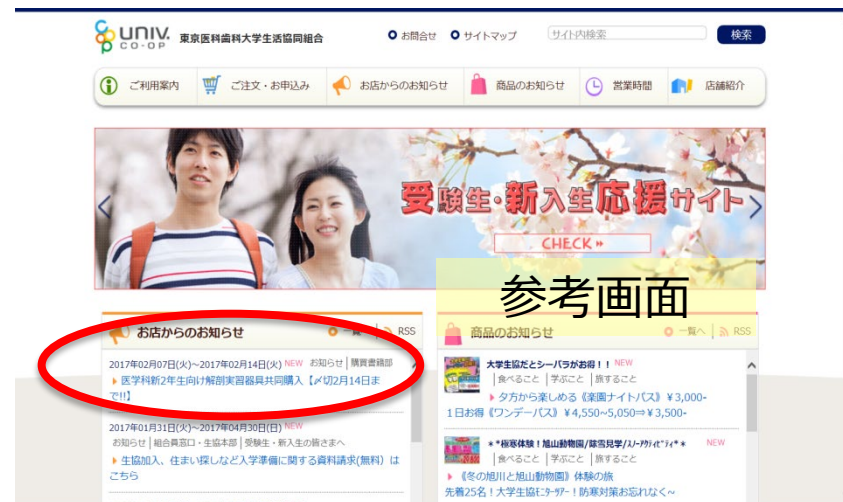 UNIV.
CO-OP
東京医科歯科大学生活協同組合
お問合せ
サイトマップ
サイト内検索
検索
ご利用案内
ご注文・お申込み
お店からのお知らせ
商品のお知らせ
営業時間
店舗紹介
受験生・新入生応援サイト
CHECK
参考画面
お店からのお知らせ
一覧へ | RSS
2017年02月07日(火)~2017年02月14日(火) NEW お知らせ | 購買書籍部
医学科新2年生向け解剖実習器具共同購入【〆切2月14日ま
で!!】
2017年01月31日(火)~2017年04月30日(日) NEW
お知らせ | 組合員窓口・生協本部 | 受験生・新入生の皆さまへ
生協加入、住まい探しなど入学準備に関する資料請求(無料)は
こちら
商品のお知らせ
一覧へ | RSS
大学生協だとシーパラがお得!! NEW
| 食べること | 学ぶこと | 旅すること
夕方から楽しめる《楽園ナイトパス》¥3,000-
1日お得《ワンデーパス》¥4,550~5,050⇒¥3,500-
**極寒体験!旭山動物園/除雪見学/スノーアクティビティ** NEW
| 食べること | 学ぶこと | 旅すること
《冬の旭川と旭山動物園》体験の旅
先着25名!大学生協モニターツアー!防寒対策お忘れなく~